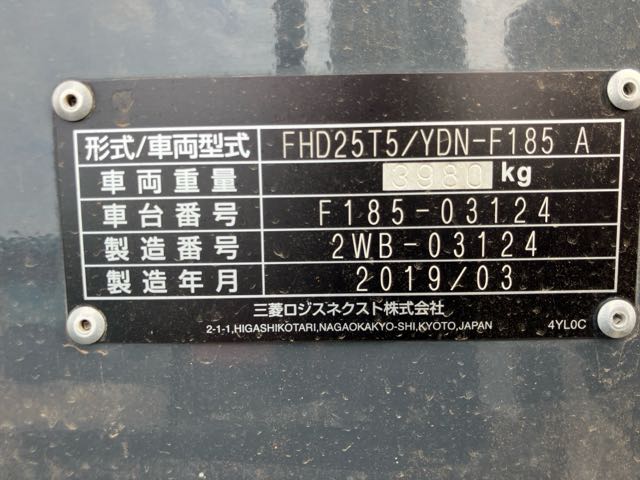 形式/車両型式 FHD25T5/YDN-F185 A
車両重量 3980 kg
車台番号 F185-03124
製造番号 2WB-03124
製造年月 2019/03
三菱ロジスネクスト株式会社
2-1-1,HIGASHIKOTARI,NAGAOKAKYO-SHI,KYOTO,JAPAN 4YL0C